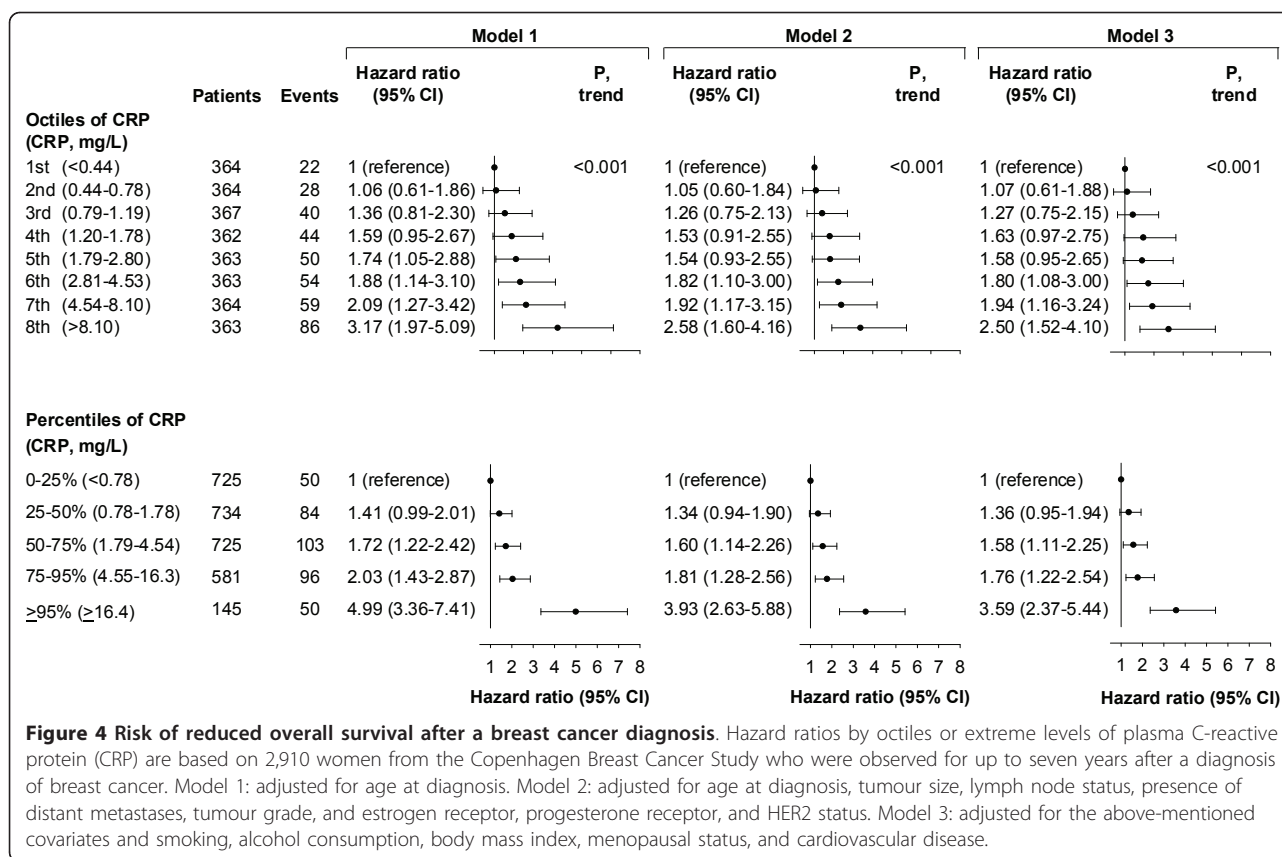 Model 1 Model 2 Model 3
Hazard ratio P, Hazard ratio P, Hazard ratio P,
Patients Events (95% CI) trend (95% CI) trend (95% CI) trend
Octiles of CRP
(CRP, mg/L)
1st (<0.44) 364 22 1 (reference) <0.001 1 (reference) <0.001 1 (reference) <0.001
2nd (0.44-0.78) 364 28 1.06 (0.61-1.86) 1.05 (0.60-1.84) 1.07 (0.61-1.88)
3rd (0.79-1.19) 367 40 1.36 (0.81-2.30) 1.26 (0.75-2.13) 1.27 (0.75-2.15)
4th (1.20-1.78) 362 44 1.59 (0.95-2.67) 1.53 (0.91-2.55) 1.63 (0.97-2.75)
5th (1.79-2.80) 363 50 1.74 (1.05-2.88) 1.54 (0.93-2.55) 1.58 (0.95-2.65)
6th (2.81-4.53) 363 54 1.88 (1.14-3.10) 1.82 (1.10-3.00) 1.80 (1.08-3.00)
7th (4.54-8.10) 364 59 2.09 (1.27-3.42) 1.92 (1.17-3.15) 1.94 (1.16-3.24)
8th (>8.10) 363 86 3.17 (1.97-5.09) 2.58 (1.60-4.16) 2.50 (1.52-4.10)
Percentiles of CRP
(CRP, mg/L)
0-25% (<0.78) 725 50 1 (reference) 1 (reference) 1 (reference)
25-50% (0.78-1.78) 734 84 1.41 (0.99-2.01) 1.34 (0.94-1.90) 1.36 (0.95-1.94)
50-75% (1.79-4.54) 725 103 1.72 (1.22-2.42) 1.60 (1.14-2.26) 1.58 (1.11-2.25)
75-95% (4.55-16.3) 581 96 2.03 (1.43-2.87) 1.81 (1.28-2.56) 1.76 (1.22-2.54)
≥95% (≥16.4) 145 50 4.99 (3.36-7.41) 3.93 (2.63-5.88) 3.59 (2.37-5.44)
1 2 3 4 5 6 7 8 1 2 3 4 5 6 7 8 1 2 3 4 5 6 7 8
Hazard ratio (95% CI) Hazard ratio (95% CI) Hazard ratio (95% CI)
Figure 4 Risk of reduced overall survival after a breast cancer diagnosis. Hazard ratios by octiles or extreme levels of plasma C-reactive
protein (CRP) are based on 2,910 women from the Copenhagen Breast Cancer Study who were observed for up to seven years after a diagnosis
of breast cancer. Model 1: adjusted for age at diagnosis. Model 2: adjusted for age at diagnosis, tumour size, lymph node status, presence of
distant metastases, tumour grade, and estrogen receptor, progesterone receptor, and HER2 status. Model 3: adjusted for the above-mentioned
covariates and smoking, alcohol consumption, body mass index, menopausal status, and cardiovascular disease.